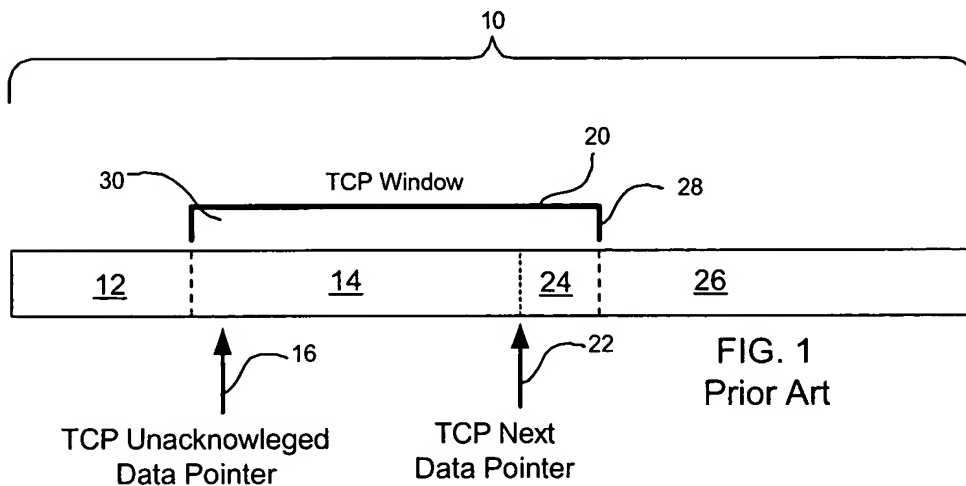 10
20
30
TCP Window
28
12
14
24
26
16
22
FIG. 1
Prior Art
TCP Unacknowleged
Data Pointer
TCP Next
Data Pointer